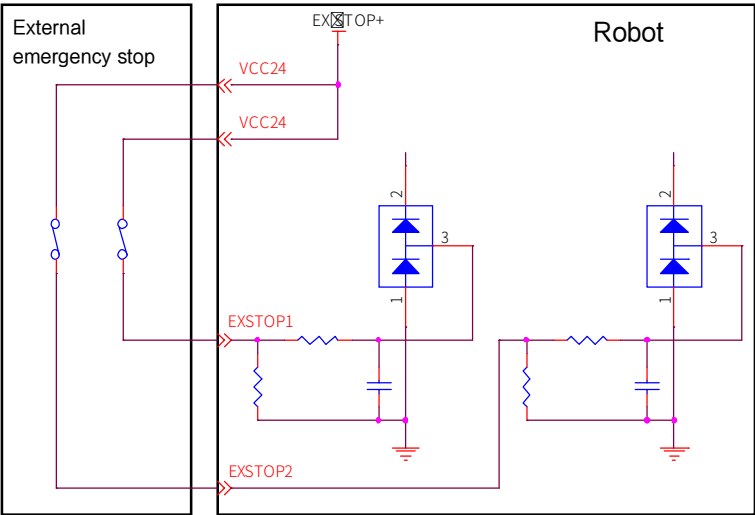 External
emergency stop
Robot
VCC24
VCC24
2
3
1
2
3
1
EXSTOP1
EXSTOP2